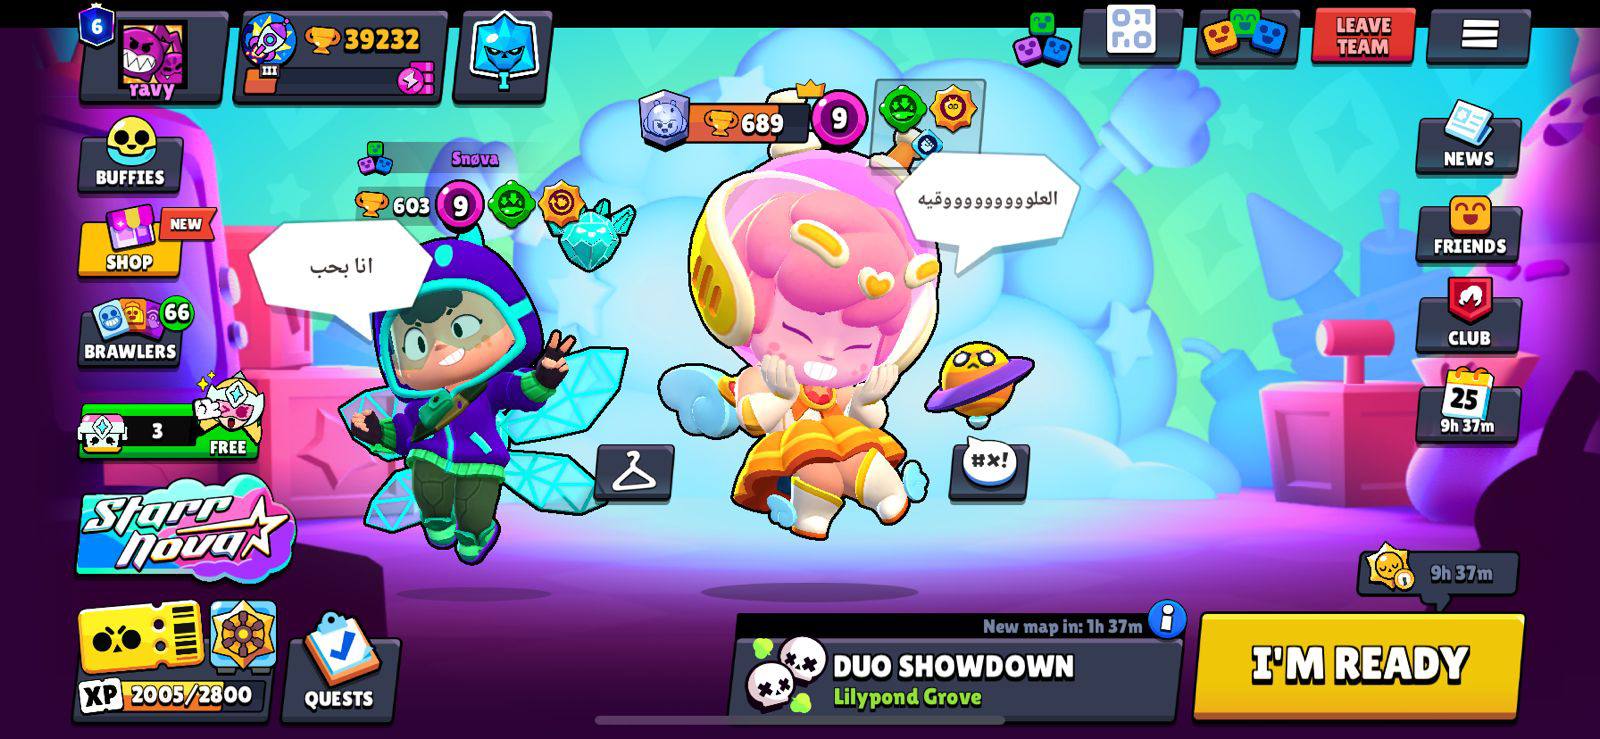 6
ravy
III
39232
LEAVE
TEAM
689
9
BUFFIES
Snøva
603
9
العلوووووووووقيه
NEWS
NEW
SHOP
انا بحب
FRIENDS
66
BRAWLERS
CLUB
3
FREE
25
9h 37m
#x!
Starr
Nova
9h 37m
New map in: 1h 37m
i
DUO SHOWDOWN
Lilypond Grove
I'M READY
XP
2005/2800
QUESTS